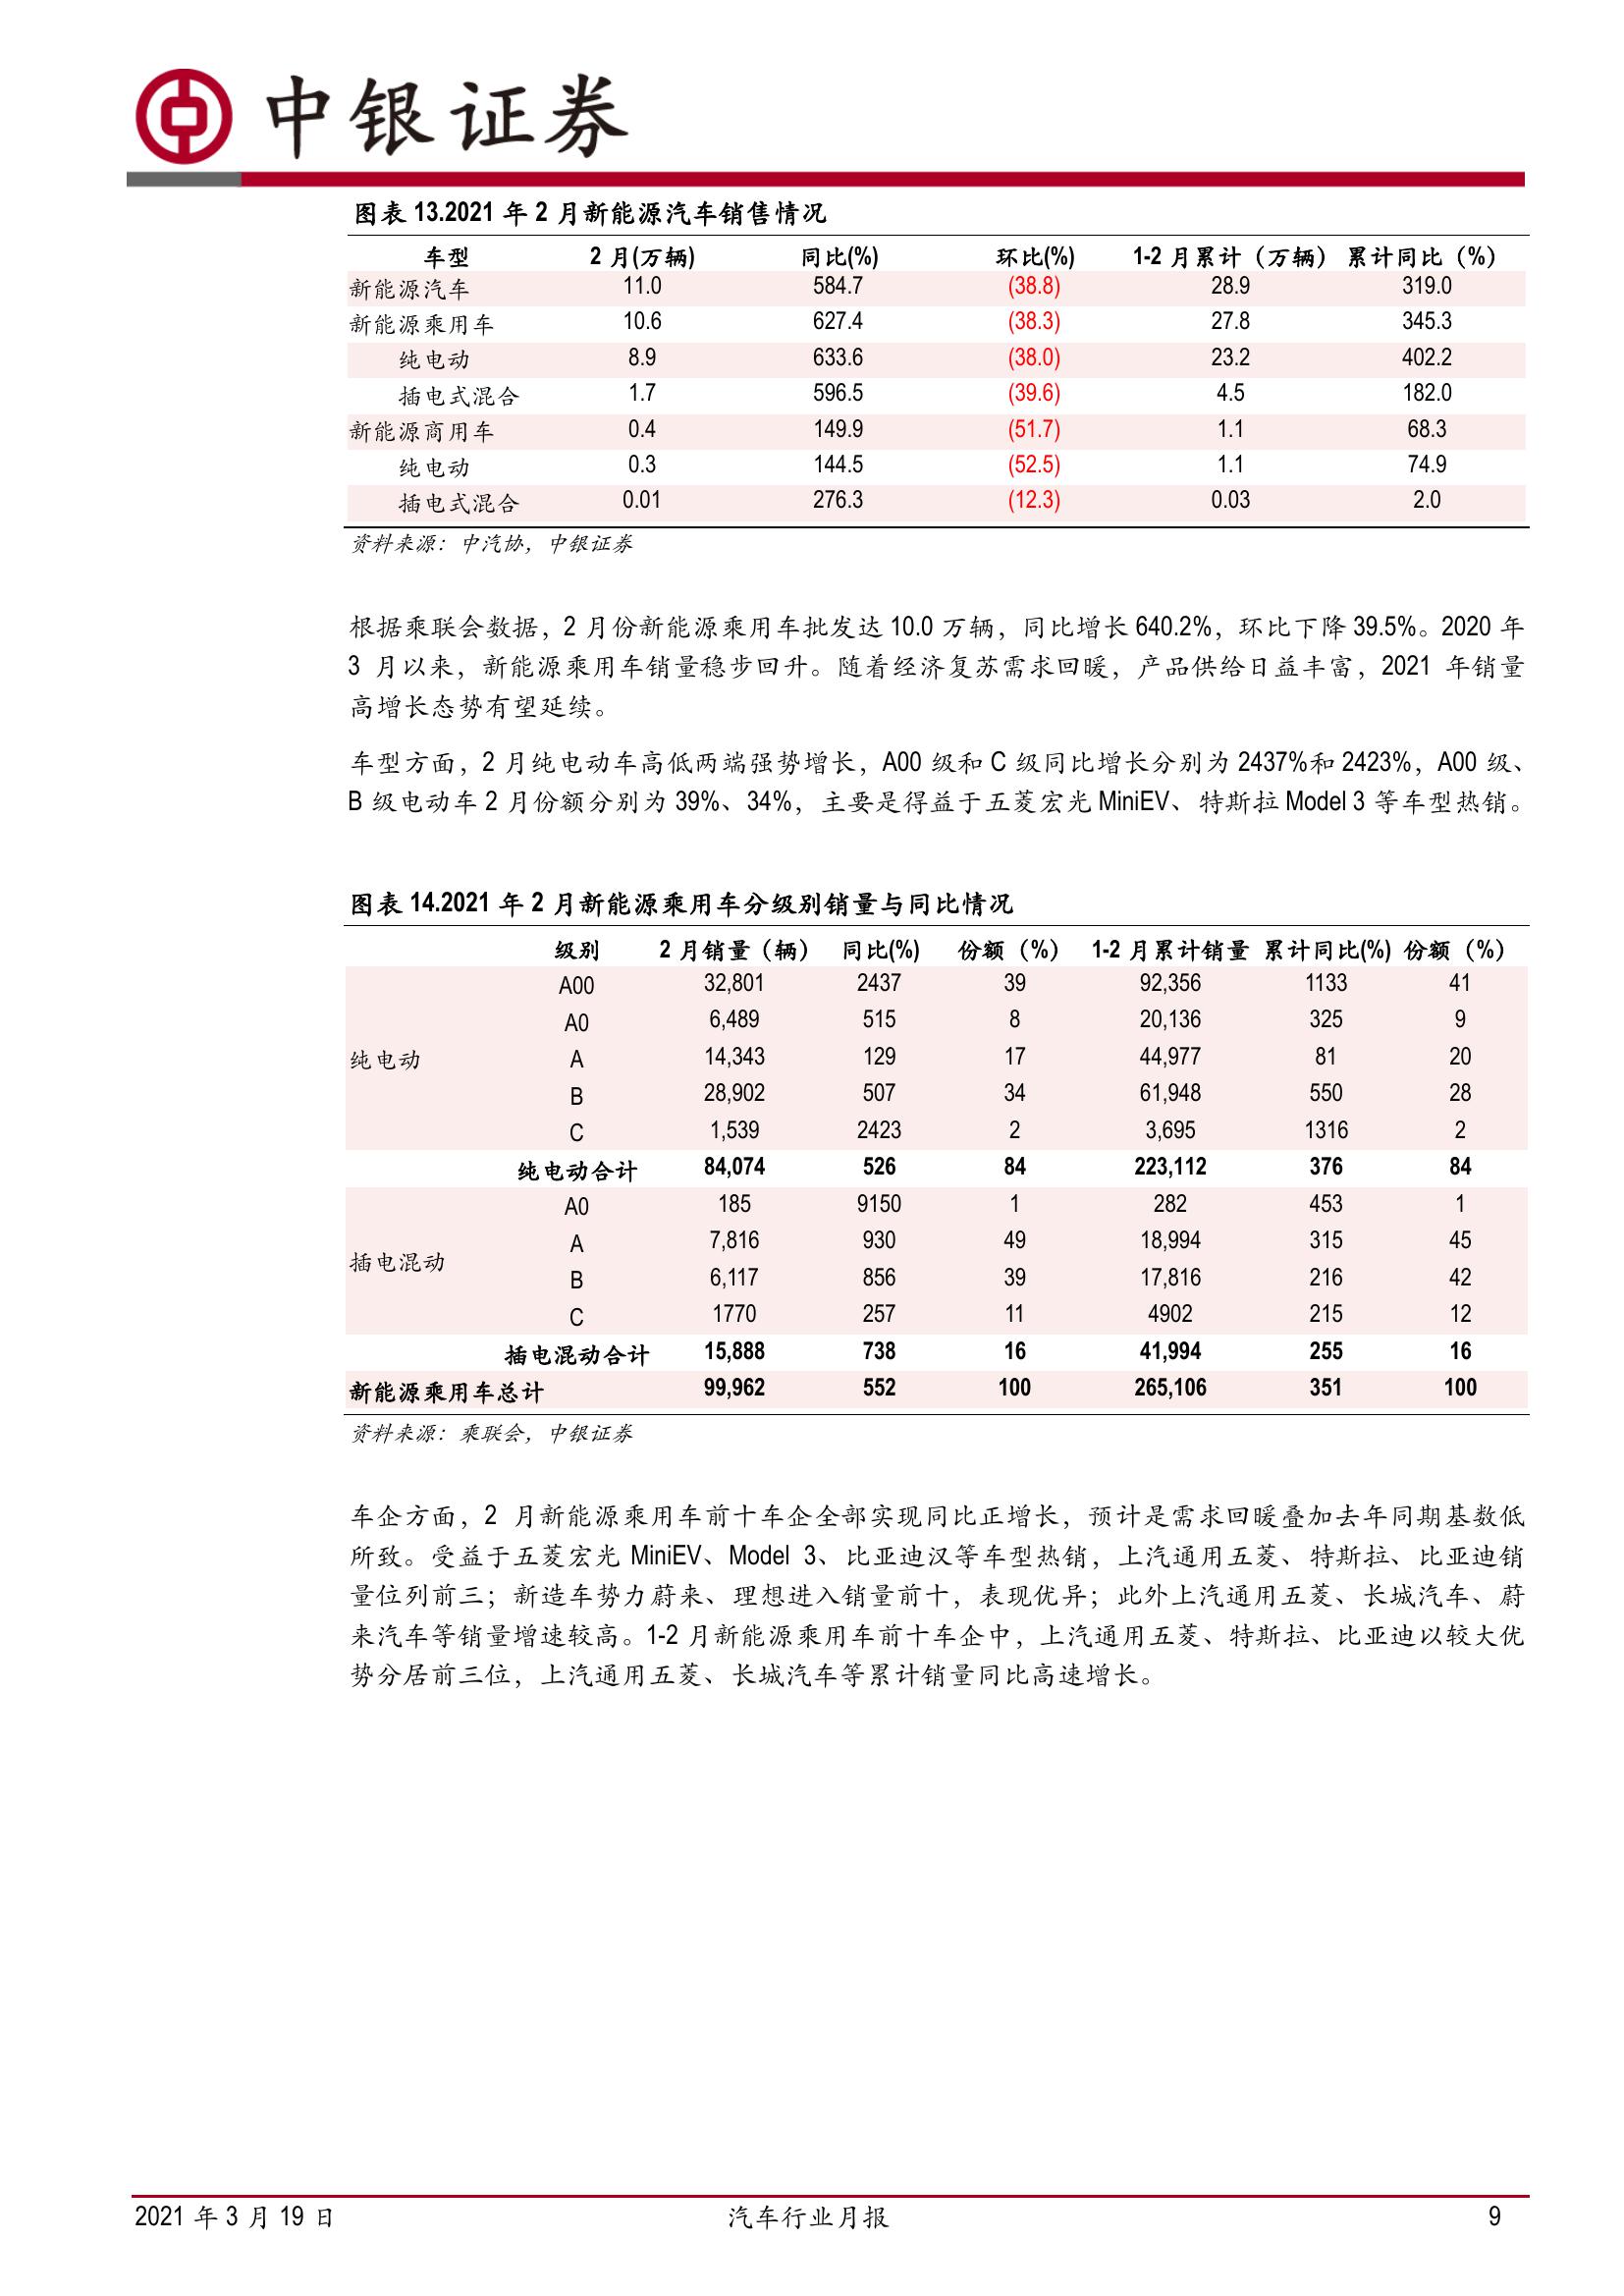 中银证券
图表 13.2021 年 2 月新能源汽车销售情况
车型 2 月(万辆) 同比(%) 环比(%) 1-2 月累计（万辆） 累计同比（%）
新能源汽车 11.0 584.7 (38.8) 28.9 319.0
新能源乘用车 10.6 627.4 (38.3) 27.8 345.3
纯电动 8.9 633.6 (38.0) 23.2 402.2
插电式混合 1.7 596.5 (39.6) 4.5 182.0
新能源商用车 0.4 149.9 (51.7) 1.1 68.3
纯电动 0.3 144.5 (52.5) 1.1 74.9
插电式混合 0.01 276.3 (12.3) 0.03 2.0
资料来源：中汽协，中银证券
根据乘联会数据，2 月份新能源乘用车批发达 10.0 万辆，同比增长 640.2%，环比下降 39.5%。2020 年
3 月以来，新能源乘用车销量稳步回升。随着经济复苏需求回暖，产品供给日益丰富，2021 年销量
高增长态势有望延续。
车型方面，2 月纯电动车高低两端强势增长，A00 级和 C 级同比增长分别为 2437%和 2423%，A00 级、
B 级电动车 2 月份额分别为 39%、34%，主要是得益于五菱宏光 MiniEV、特斯拉 Model 3 等车型热销。
图表 14.2021 年 2 月新能源乘用车分级别销量与同比情况
级别 2 月销量（辆） 同比(%) 份额（%） 1-2 月累计销量 累计同比(%) 份额（%）
A00 32,801 2437 39 92,356 1133 41
A0 6,489 515 8 20,136 325 9
纯电动 A 14,343 129 17 44,977 81 20
B 28,902 507 34 61,948 550 28
C 1,539 2423 2 3,695 1316 2
纯电动合计 84,074 526 84 223,112 376 84
A0 185 9150 1 282 453 1
A 7,816 930 49 18,994 315 45
插电混动
B 6,117 856 39 17,816 216 42
C 1770 257 11 4902 215 12
插电混动合计 15,888 738 16 41,994 255 16
新能源乘用车总计 99,962 552 100 265,106 351 100
资料来源：乘联会，中银证券
车企方面，2 月新能源乘用车前十车企全部实现同比正增长，预计是需求回暖叠加去年同期基数低
所致。受益于五菱宏光 MiniEV、Model 3、比亚迪汉等车型热销，上汽通用五菱、特斯拉、比亚迪销
量位列前三；新造车势力蔚来、理想进入销量前十，表现优异；此外上汽通用五菱、长城汽车、蔚
来汽车等销量增速较高。1-2 月新能源乘用车前十车企中，上汽通用五菱、特斯拉、比亚迪以较大优
势分居前三位，上汽通用五菱、长城汽车等累计销量同比高速增长。
2021 年 3 月 19 日 汽车行业月报 9